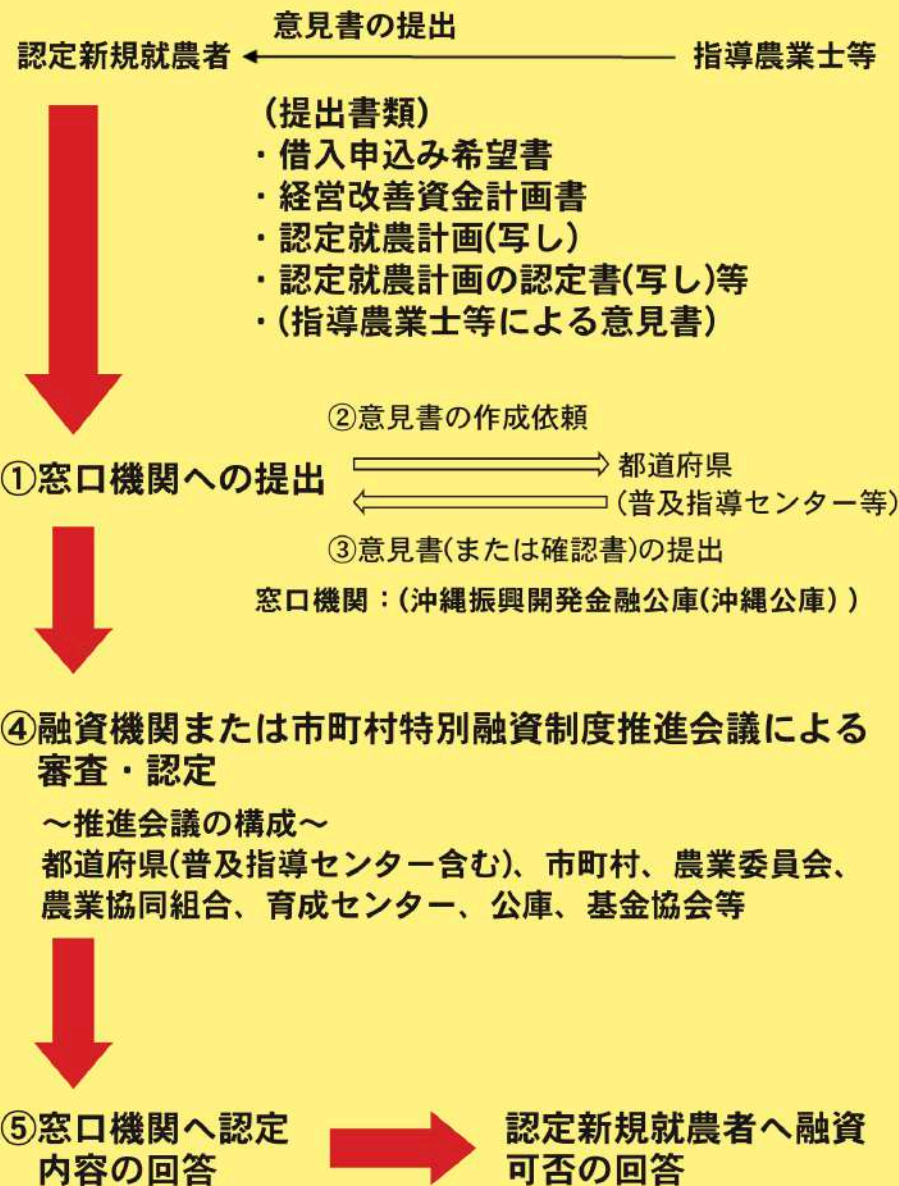 意見書の提出
認定新規就農者
指導農業士等
(提出書類)
・借入申込み希望書
・経営改善資金計画書
・認定就農計画(写し)
・認定就農計画の認定書(写し)等
・(指導農業士等による意見書)
②意見書の作成依頼
①窓口機関への提出
都道府県
(普及指導センター等)
③意見書(または確認書)の提出
窓口機関：(沖縄振興開発金融公庫(沖縄公庫))
④融資機関または市町村特別融資制度推進会議による
審査・認定
～推進会議の構成～
都道府県(普及指導センター含む)、市町村、農業委員会、
農業協同組合、育成センター、公庫、基金協会等
⑤窓口機関へ認定
内容の回答
認定新規就農者へ融資
可否の回答